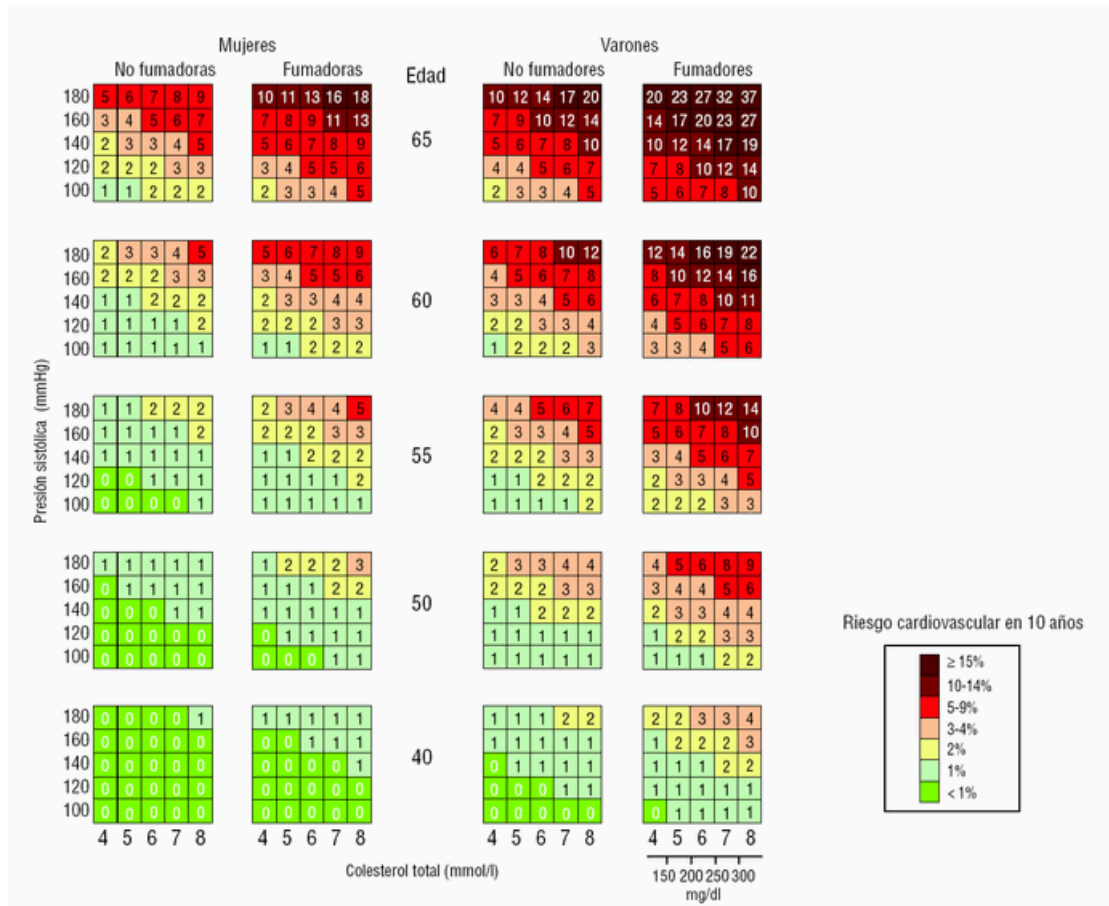 Mujeres Varones
No fumadoras Fumadoras Edad No fumadores Fumadores
180 5 6 7 8 9 10 11 13 16 18 10 12 14 17 20 20 23 27 32 37
160 3 4 5 6 7 7 8 9 11 13 7 9 10 12 14 14 17 20 23 27
140 2 3 3 4 5 5 6 7 8 9 65 5 6 7 8 10 10 12 14 17 19
120 2 2 2 3 3 3 4 5 5 6 4 4 5 6 7 7 8 10 12 14
100 1 1 2 2 2 2 3 3 4 5 2 3 3 4 5 5 6 7 8 10
180 2 3 3 4 5 5 6 7 8 9 6 7 8 10 12 12 14 16 19 22
160 2 2 2 3 3 3 4 5 5 6 4 5 6 7 8 8 10 12 14 16
140 1 1 2 2 2 2 3 3 4 4 60 3 3 4 5 6 6 7 8 10 11
120 1 1 1 1 2 2 2 2 3 3 2 2 3 3 4 4 5 6 7 8
100 1 1 1 1 1 1 1 2 2 2 1 2 2 2 3 3 3 4 5 6
Presión sistólica (mmHg)
180 1 1 2 2 2 2 3 4 4 5 4 4 5 6 7 7 8 10 12 14
160 1 1 1 1 2 2 2 2 3 3 2 3 3 4 5 5 6 7 8 10
140 1 1 1 1 1 1 1 2 2 2 55 2 2 2 3 3 3 4 5 6 7
120 0 0 1 1 1 1 1 1 1 2 1 1 2 2 2 2 3 3 4 5
100 0 0 0 0 1 1 1 1 1 1 1 1 1 1 2 2 2 2 3 3
180 1 1 1 1 1 1 2 2 2 3 2 3 3 4 4 4 5 6 8 9
160 0 1 1 1 1 1 1 1 2 2 2 2 2 3 3 3 4 4 5 6
140 0 0 0 1 1 1 1 1 1 1 50 1 1 2 2 2 2 3 3 4 4
120 0 0 0 0 0 0 1 1 1 1 1 1 1 1 1 1 2 2 3 3
100 0 0 0 0 0 0 0 0 1 1 1 1 1 1 1 1 1 1 2 2
180 0 0 0 0 1 1 1 1 1 1 1 1 1 2 2 2 2 3 3 4
160 0 0 0 0 0 0 0 1 1 1 1 1 1 1 1 1 2 2 2 3
140 0 0 0 0 0 0 0 0 0 1 40 0 1 1 1 1 1 1 1 2 2
120 0 0 0 0 0 0 0 0 0 0 0 0 0 1 1 1 1 1 1 1
100 0 0 0 0 0 0 0 0 0 0 0 0 0 0 0 0 1 1 1 1
4 5 6 7 8 4 5 6 7 8 4 5 6 7 8 4 5 6 7 8
Colesterol total (mmol/l)
150 200 250 300
mg/dl
Riesgo cardiovascular en 10 años
≥ 15%
10-14%
5-9%
3-4%
2%
1%
< 1%